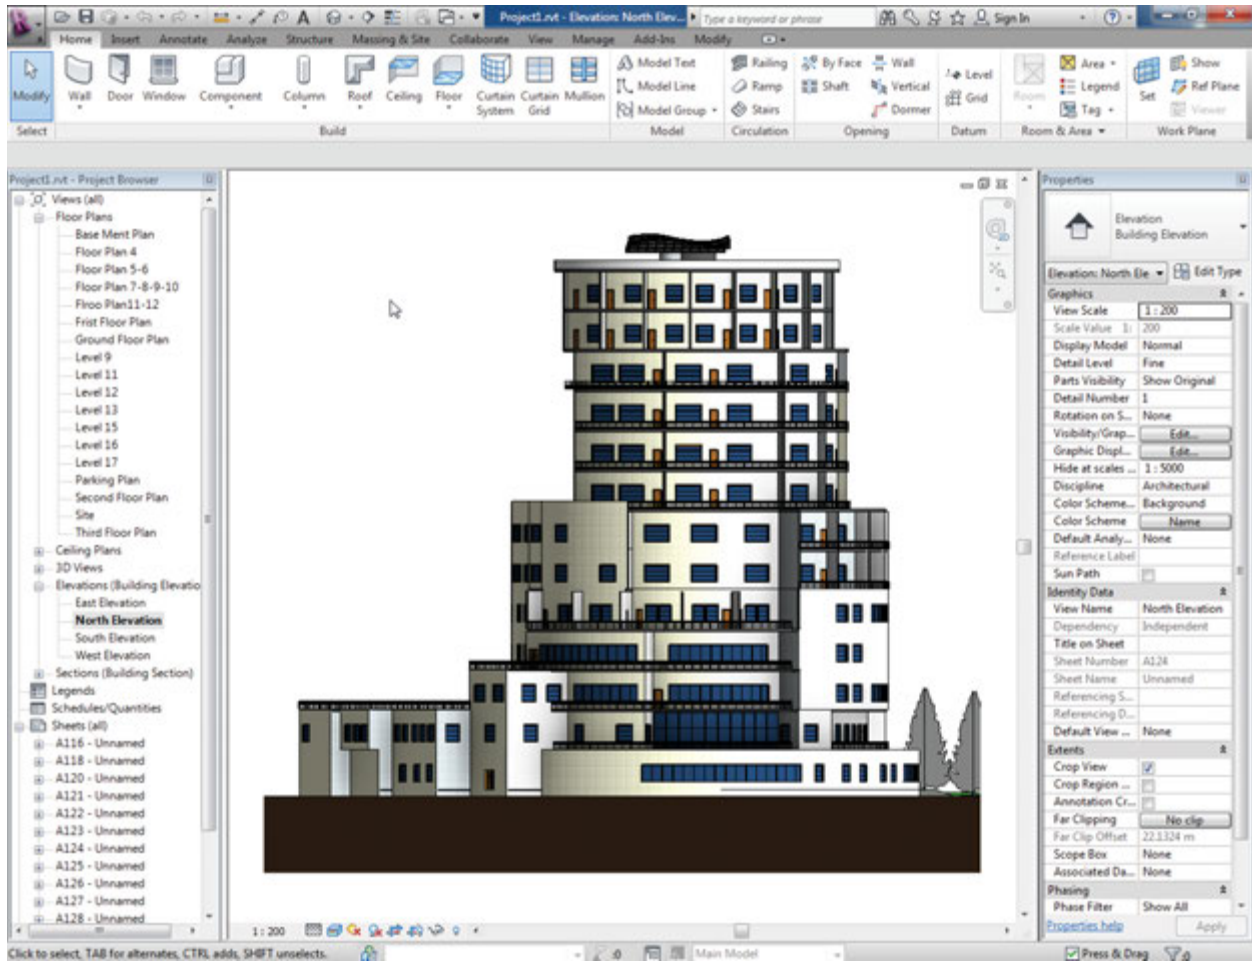 Project1.rvt - Elevation: North Elev...
Type a keyword or phrase
Sign In
Home Insert Annotate Analyze Structure Massing & Site Collaborate View Manage Add-Ins Modify
Modify Wall Door Window Component Column Roof Ceiling Floor Curtain System Curtain Grid Mullion
Model Text
Model Line
Model Group
Railing
Ramp
Stairs
By Face
Shaft
Wall
Vertical
Dormer
Level
Grid
Room
Area
Legend
Tag
Set
Show
Ref Plane
Viewer
Select Build Model Circulation Opening Datum Room & Area Work Plane
Project1.rvt - Project Browser
Views (all)
Floor Plans
Base Ment Plan
Floor Plan 4
Floor Plan 5-6
Floor Plan 7-8-9-10
Flroo Plan11-12
Frist Floor Plan
Ground Floor Plan
Level 9
Level 11
Level 12
Level 13
Level 15
Level 16
Level 17
Parking Plan
Second Floor Plan
Site
Third Floor Plan
Ceiling Plans
3D Views
Elevations (Building Elevatio
East Elevation
North Elevation
South Elevation
West Elevation
Sections (Building Section)
Legends
Schedules/Quantities
Sheets (all)
A116 - Unnamed
A118 - Unnamed
A120 - Unnamed
A121 - Unnamed
A122 - Unnamed
A123 - Unnamed
A124 - Unnamed
A125 - Unnamed
A126 - Unnamed
A127 - Unnamed
A128 - Unnamed
1 : 200
Properties
Elevation
Building Elevation
Elevation: North Ele Edit Type
Graphics
View Scale 1 : 200
Scale Value 1: 200
Display Model Normal
Detail Level Fine
Parts Visibility Show Original
Detail Number 1
Rotation on S... None
Visibility/Grap... Edit...
Graphic Displ... Edit...
Hide at scales ... 1 : 5000
Discipline Architectural
Color Scheme... Background
Color Scheme Name
Default Analy... None
Reference Label
Sun Path
Identity Data
View Name North Elevation
Dependency Independent
Title on Sheet
Sheet Number A124
Sheet Name Unnamed
Referencing S...
Referencing D...
Default View ... None
Extents
Crop View
Crop Region ...
Annotation Cr...
Far Clipping No clip
Far Clip Offset 22.1324 m
Scope Box None
Associated Da... None
Phasing
Phase Filter Show All
Properties help Apply
Click to select, TAB for alternates, CTRL adds, SHIFT unselects.
:0
Main Model
Press & Drag
:0